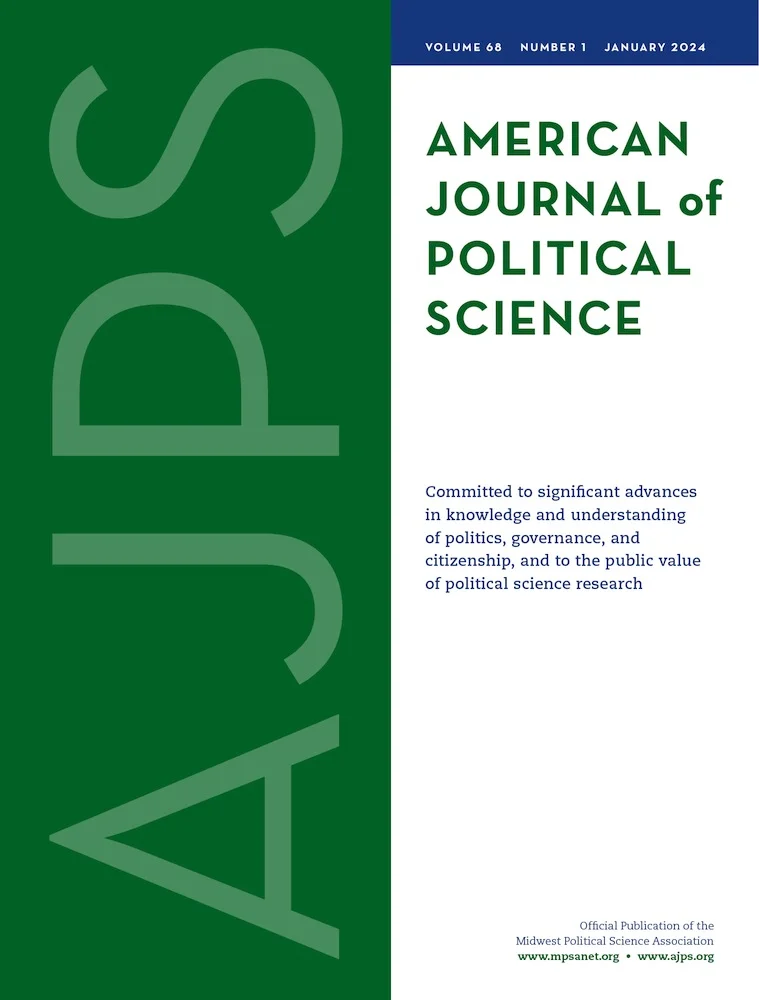 VOLUME 68 NUMBER 1 JANUARY 2024
AJPS
AMERICAN
JOURNAL of
POLITICAL
SCIENCE
Committed to significant advances
in knowledge and understanding
of politics, governance, and
citizenship, and to the public value
of political science research
Official Publication of the
Midwest Political Science Association
www.mpsanet.org • www.ajps.org